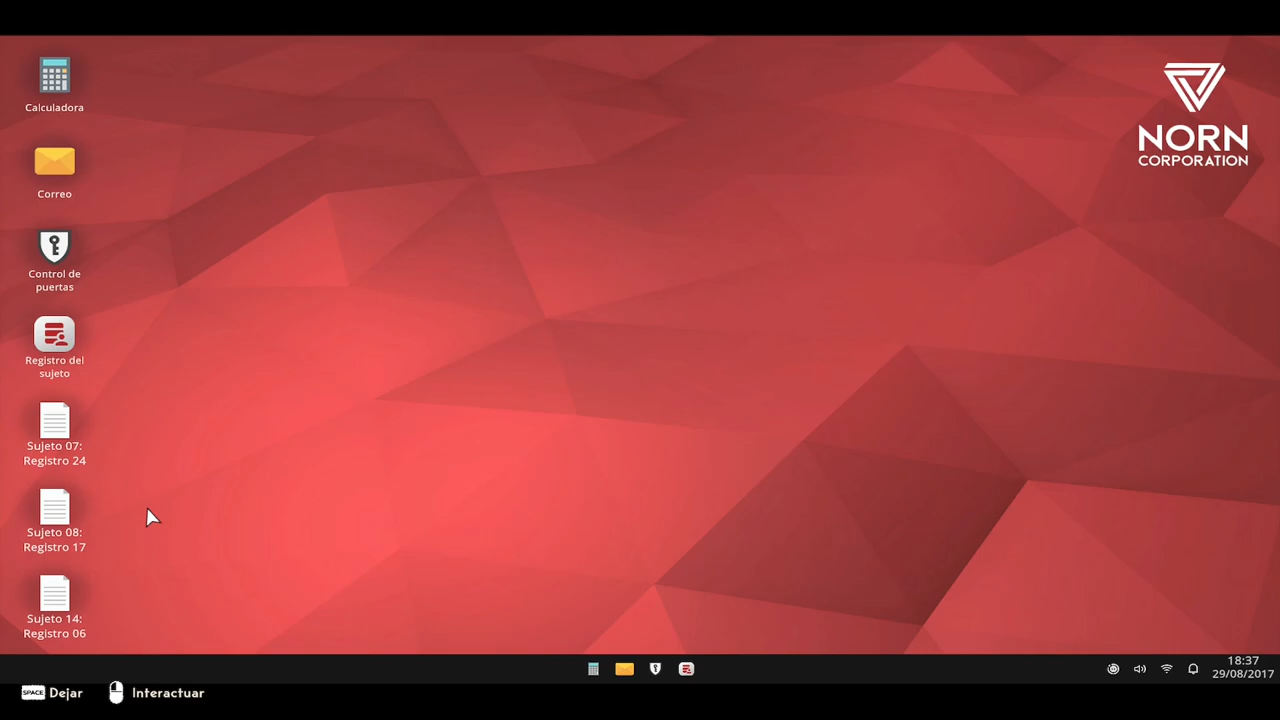 Calculadora
Correo
Control de
puertas
Registro del
sujeto
Sujeto 07:
Registro 24
Sujeto 08:
Registro 17
Sujeto 14:
Registro 06
NORN
CORPORATION
18:37
29/08/2017
SPACE Dejar
Interactuar